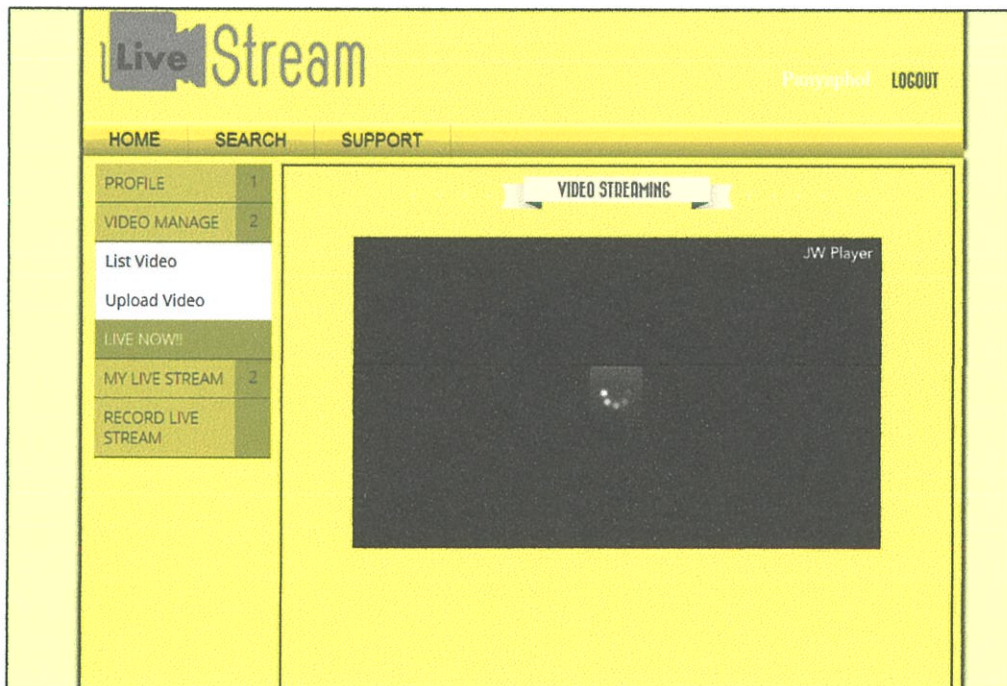 Live Stream
LOGOUT
HOME SEARCH SUPPORT
PROFILE 1
VIDEO MANAGE 2
List Video
Upload Video
LIVE NOW!!
MY LIVE STREAM 2
RECORD LIVE
STREAM
VIDEO STREAMING
JW Player